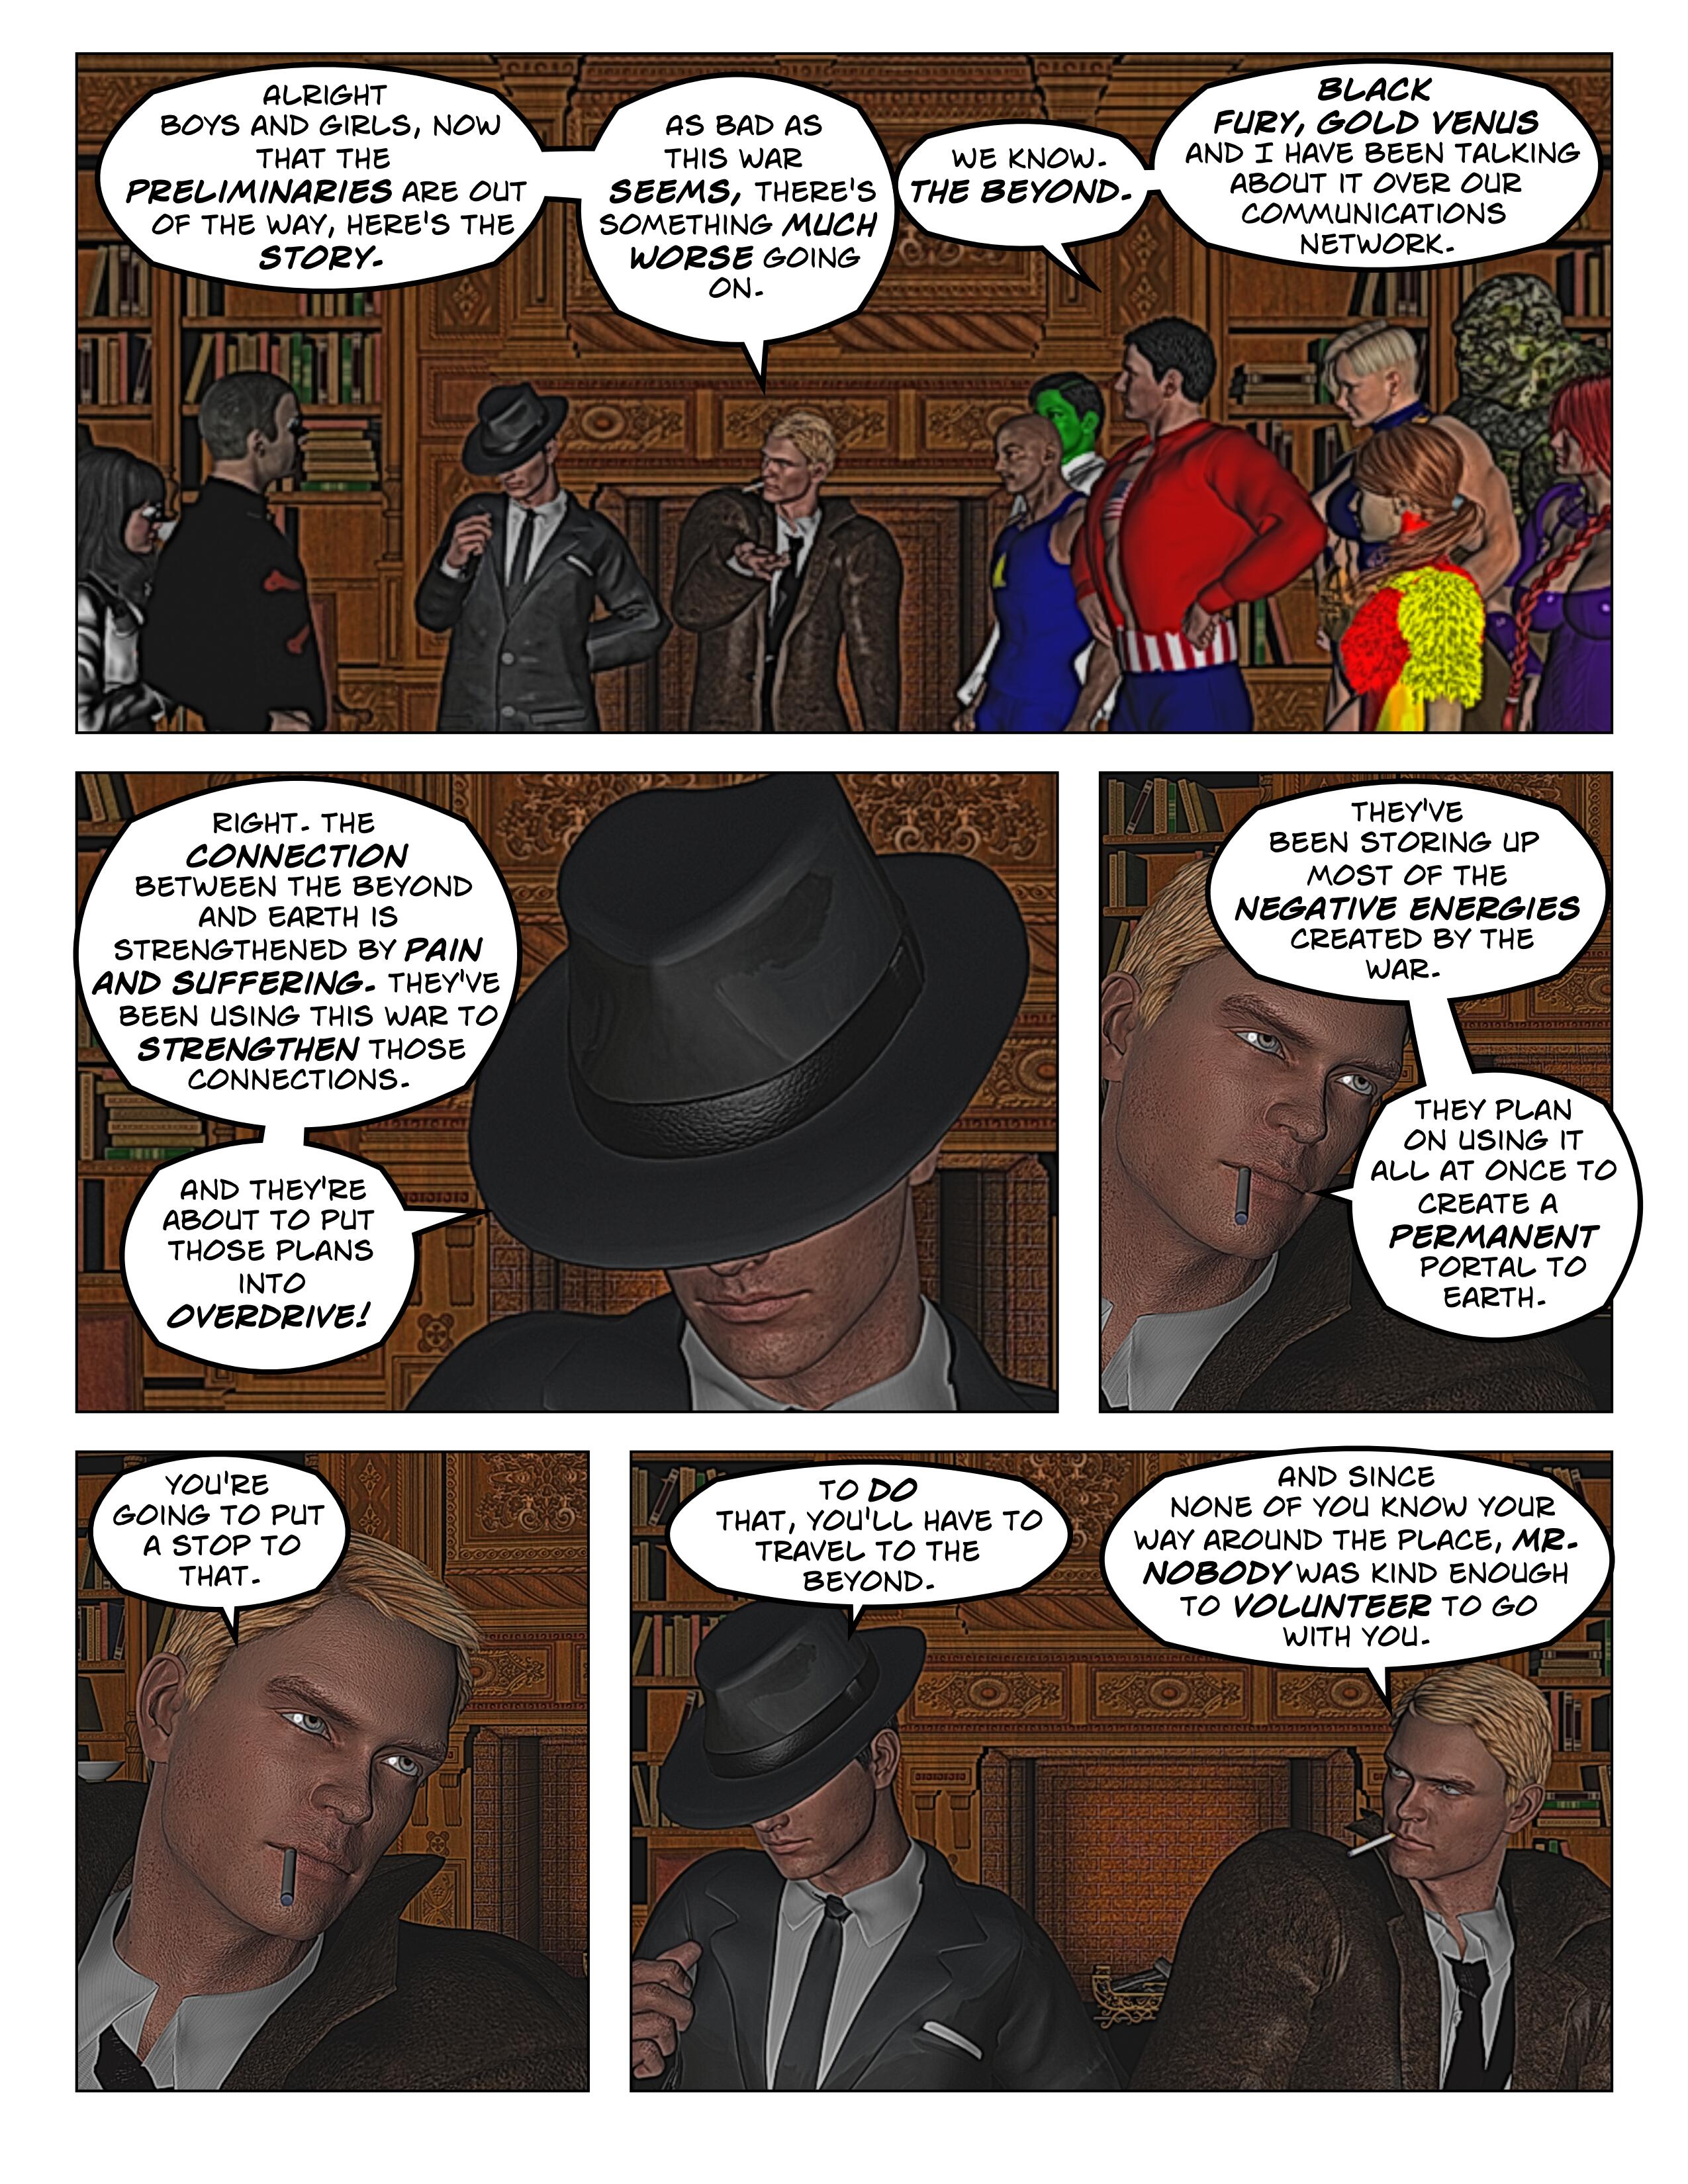 ALRIGHT
BOYS AND GIRLS, NOW
THAT THE
PRELIMINARIES ARE OUT
OF THE WAY, HERE'S THE
STORY.
AS BAD AS
THIS WAR
SEEMS, THERE'S
SOMETHING MUCH
WORSE GOING
ON.
WE KNOW.
THE BEYOND.
BLACK
FURY, GOLD VENUS
AND I HAVE BEEN TALKING
ABOUT IT OVER OUR
COMMUNICATIONS
NETWORK.
RIGHT. THE
CONNECTION
BETWEEN THE BEYOND
AND EARTH IS
STRENGTHENED BY PAIN
AND SUFFERING. THEY'VE
BEEN USING THIS WAR TO
STRENGTHEN THOSE
CONNECTIONS.
AND THEY'RE
ABOUT TO PUT
THOSE PLANS
INTO
OVERDRIVE!
THEY'VE
BEEN STORING UP
MOST OF THE
NEGATIVE ENERGIES
CREATED BY THE
WAR.
THEY PLAN
ON USING IT
ALL AT ONCE TO
CREATE A
PERMANENT
PORTAL TO
EARTH.
YOU'RE
GOING TO PUT
A STOP TO
THAT.
TO DO
THAT, YOU'LL HAVE TO
TRAVEL TO THE
BEYOND.
AND SINCE
NONE OF YOU KNOW YOUR
WAY AROUND THE PLACE, MR.
NOBODY WAS KIND ENOUGH
TO VOLUNTEER TO GO
WITH YOU.